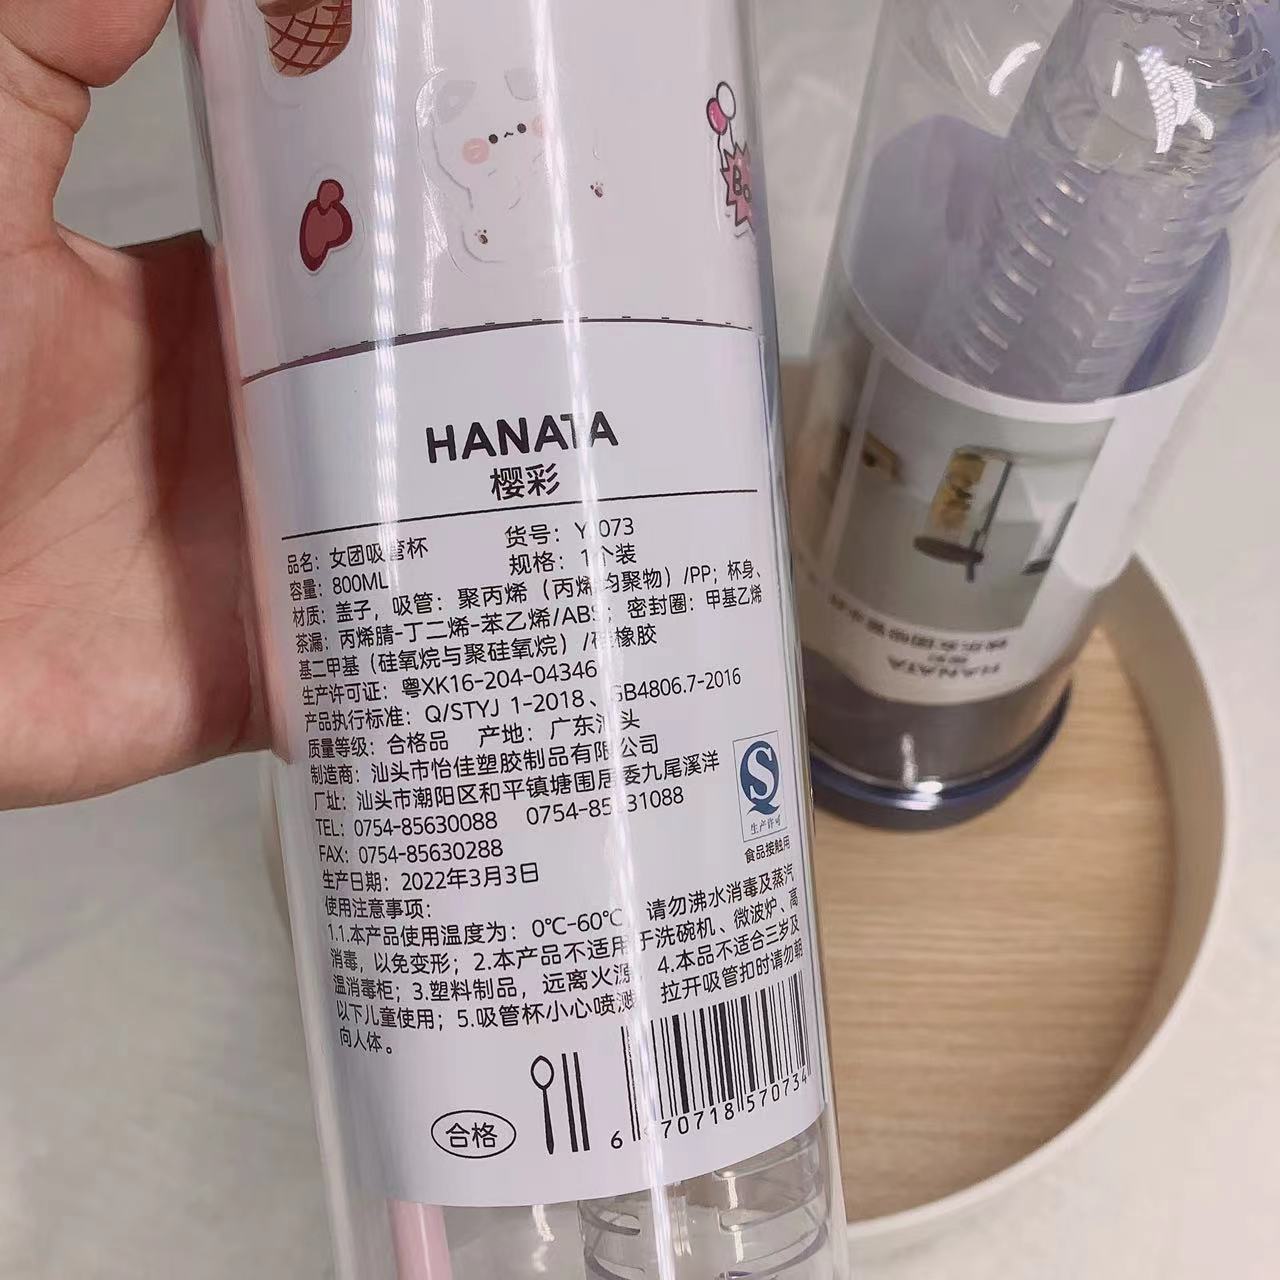 HANATA
樱彩
品名：女团吸管杯 货号：YJ073
容量：800ML 规格：1个装
材质：盖子，吸管：聚丙烯（丙烯均聚物）/PP；杯身、
茶漏：丙烯腈-丁二烯-苯乙烯/ABS；密封圈：甲基乙烯
基二甲基（硅氧烷与聚硅氧烷）/硅橡胶
生产许可证：粤XK16-204-04346
产品执行标准：Q/STYJ 1-2018、GB4806.7-2016
质量等级：合格品 产地：广东汕头
制造商：汕头市怡佳塑胶制品有限公司
厂址：汕头市潮阳区和平镇塘围居委九尾溪洋
TEL：0754-85630088
FAX：0754-85630288
生产日期：2022年3月3日
生产许可
食品接触用
使用注意事项：
1.1.本产品使用温度为：0℃-60℃，请勿沸水消毒及蒸汽
消毒，以免变形；2.本产品不适用于洗碗机、微波炉、高
温消毒柜；3.塑料制品，远离火源；4.本品不适合三岁及
以下儿童使用；5.吸管杯小心喷溅，拉开吸管扣时请勿朝
向人体。
合格
HANATA
樱彩